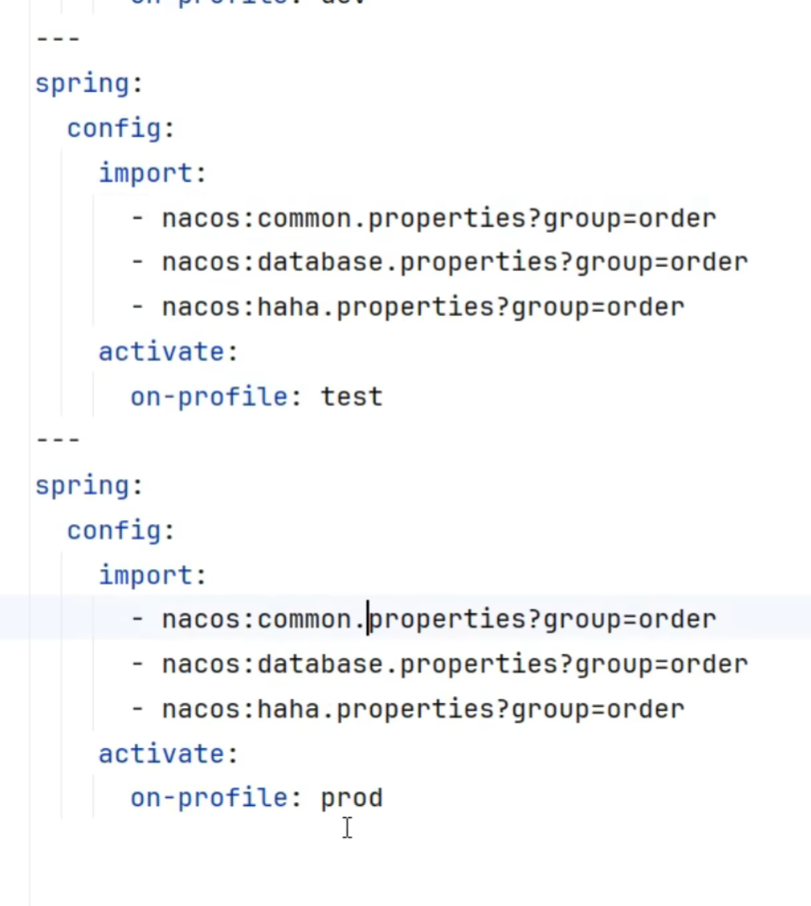 on-profile: dev
---
spring:
  config:
    import:
      - nacos:common.properties?group=order
      - nacos:database.properties?group=order
      - nacos:haha.properties?group=order
    activate:
      on-profile: test
---
spring:
  config:
    import:
      - nacos:common.properties?group=order
      - nacos:database.properties?group=order
      - nacos:haha.properties?group=order
    activate:
      on-profile: prod